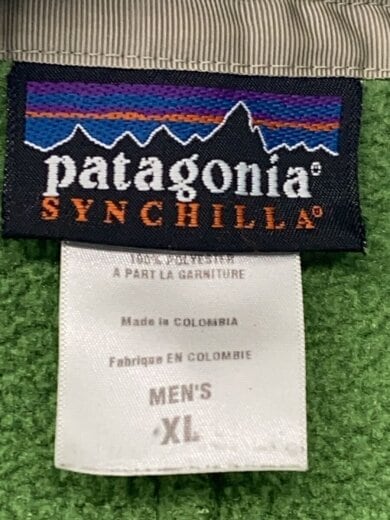 patagonia®
SYNCHILLA®
100% POLYESTER
À PART LA GARNITURE
Made in COLOMBIA
Fabriqué EN COLOMBIE
MEN'S
XL